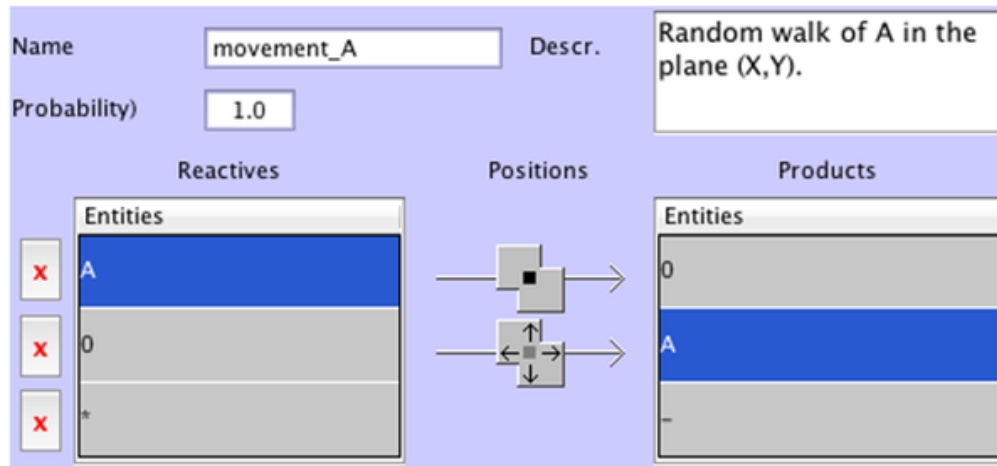 Name
movement_A
Descr.
Random walk of A in the
plane (X,Y).
Probability)
1.0
Reactives
Positions
Products
Entities
Entities
x
A
0
x
0
A
x
*
-